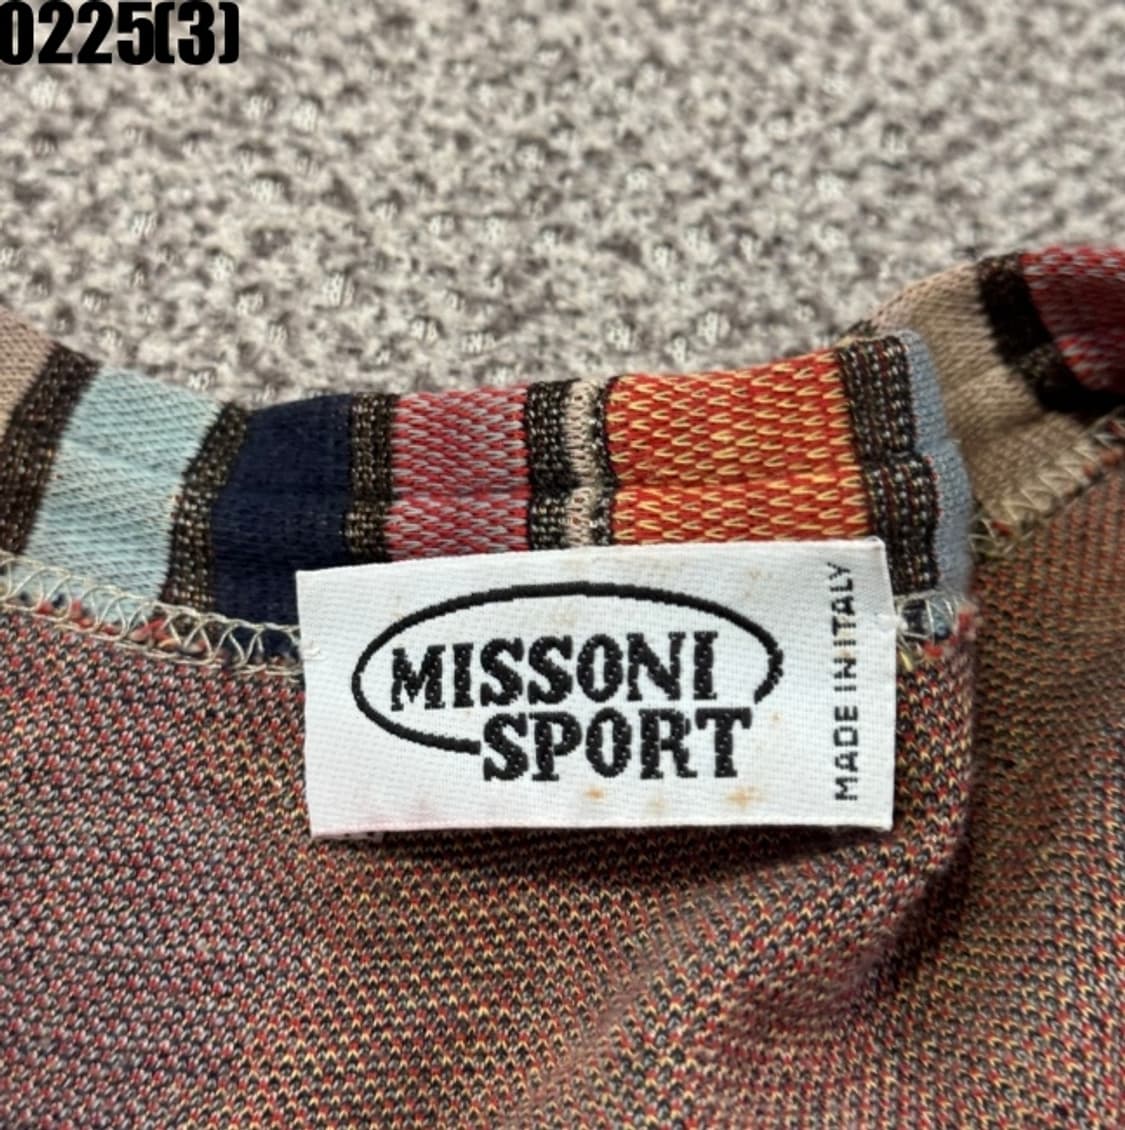 0225(3)
MISSONI
SPORT
MADE IN ITALY